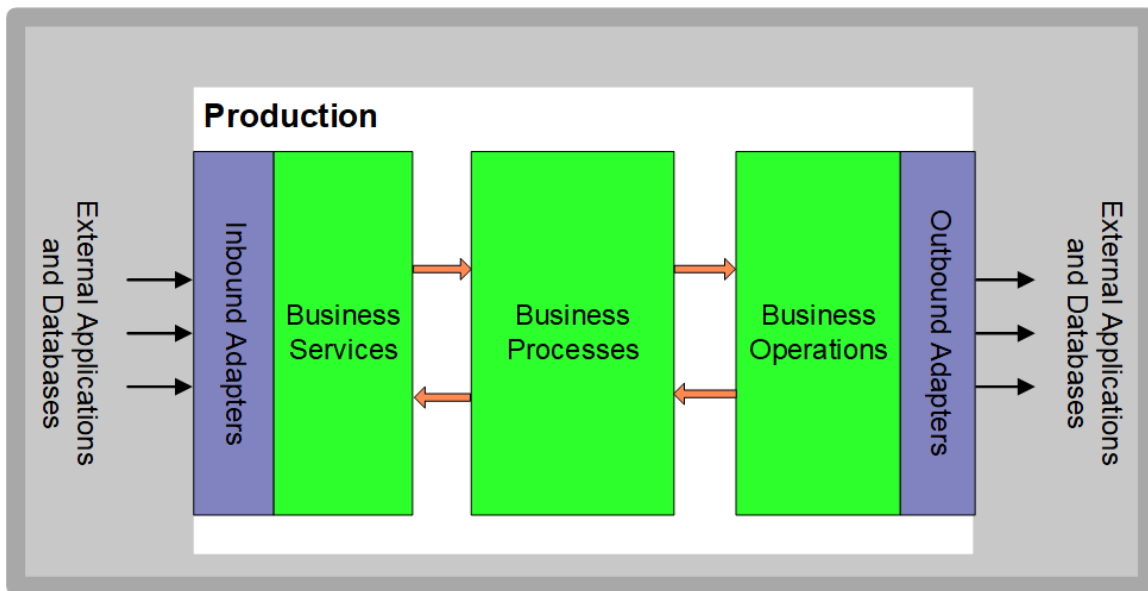 Production
External Applications
and Databases
Inbound Adapters
Business
Services
Business
Processes
Business
Operations
Outbound Adapters
External Applications
and Databases